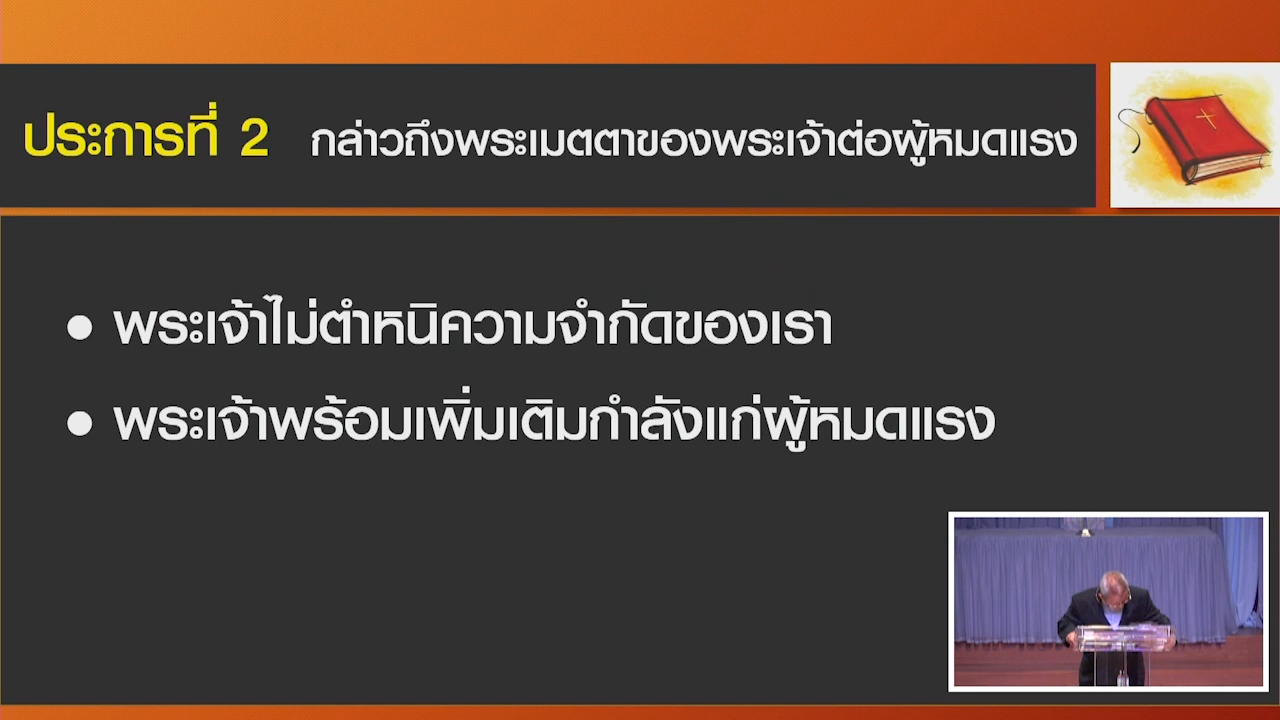 ประการที่ 2 กล่าวถึงพระเมตตาของพระเจ้าต่อผู้หมดแรง
• พระเจ้าไม่ตำหนิความจำกัดของเรา
• พระเจ้าพร้อมเพิ่มเติมกำลังแก่ผู้หมดแรง